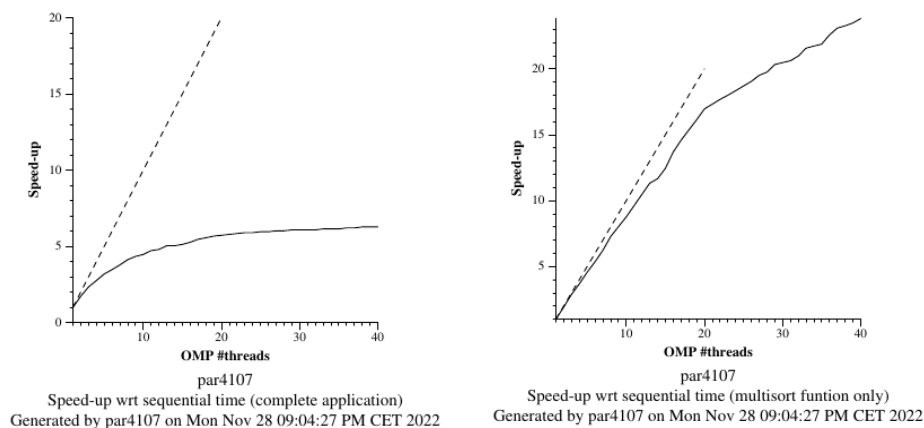 20
15
10
5
0
Speed-up
10
20
30
40
OMP #threads
par4107
Speed-up wrt sequential time (complete application)
Generated by par4107 on Mon Nov 28 09:04:27 PM CET 2022
20
15
10
5
Speed-up
10
20
30
40
OMP #threads
par4107
Speed-up wrt sequential time (multisort funtion only)
Generated by par4107 on Mon Nov 28 09:04:27 PM CET 2022